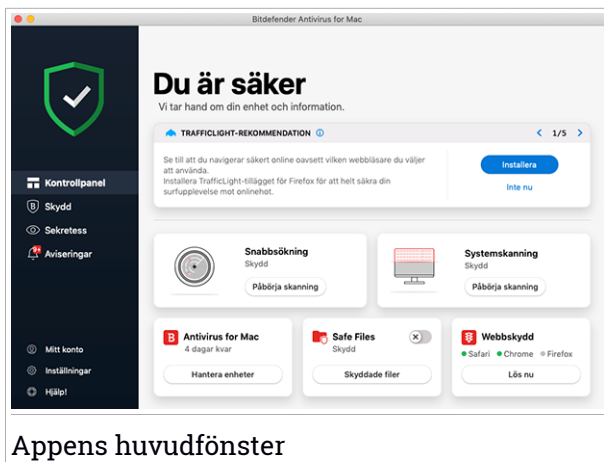 Bitdefender Antivirus for Mac
Du är säker
Vi tar hand om din enhet och information.
TRAFFICLIGHT-REKOMMENDATION
1/5
Se till att du navigerar säkert online oavsett vilken webbläsare du väljer
att använda.
Installera TrafficLight-tillägget för Firefox för att helt säkra din
surfupplevelse mot onlinehot.
Installera
Inte nu
Kontrollpanel
B Skydd
Sekretess
9+ Aviseringar
Mitt konto
Inställningar
Hjälp!
Snabbsökning
Skydd
Påbörja skanning
Systemskanning
Skydd
Påbörja skanning
B Antivirus for Mac
4 dagar kvar
Hantera enheter
Safe Files
Skydd
Skyddade filer
Webbskydd
Safari Chrome Firefox
Lös nu
Appens huvudfönster